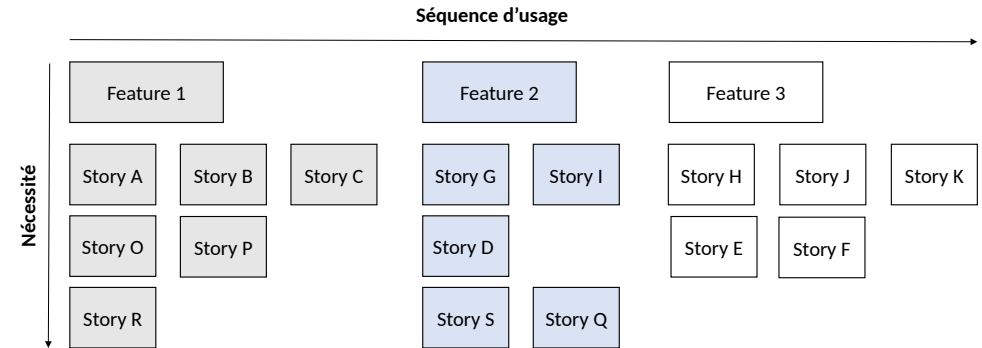 Séquence d’usage
Nécessité
Feature 1
Feature 2
Feature 3
Story A
Story B
Story C
Story G
Story I
Story H
Story J
Story K
Story O
Story P
Story D
Story E
Story F
Story R
Story S
Story Q